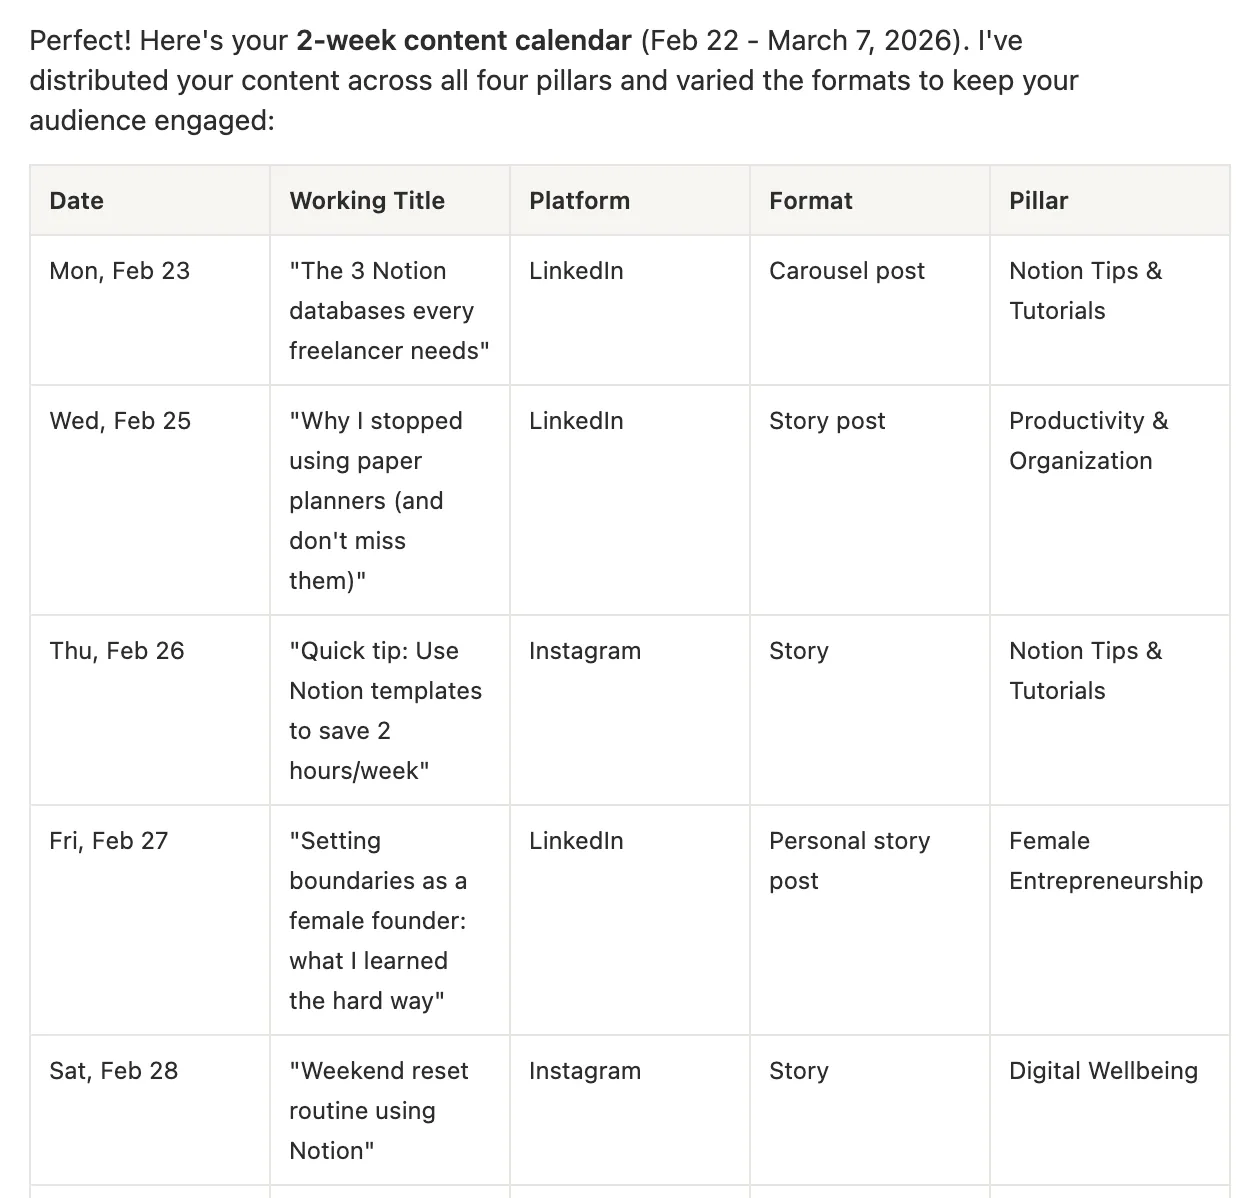 Perfect! Here's your 2-week content calendar (Feb 22 - March 7, 2026). I've
distributed your content across all four pillars and varied the formats to keep your
audience engaged:
Date Working Title Platform Format Pillar
Mon, Feb 23
"The 3 Notion
databases every
freelancer needs"
LinkedIn
Carousel post
Notion Tips &
Tutorials
Wed, Feb 25
"Why I stopped
using paper
planners (and
don't miss
them)"
LinkedIn
Story post
Productivity &
Organization
Thu, Feb 26
"Quick tip: Use
Notion templates
to save 2
hours/week"
Instagram
Story
Notion Tips &
Tutorials
Fri, Feb 27
"Setting
boundaries as a
female founder:
what I learned
the hard way"
LinkedIn
Personal story
post
Female
Entrepreneurship
Sat, Feb 28
"Weekend reset
routine using
Notion"
Instagram
Story
Digital Wellbeing